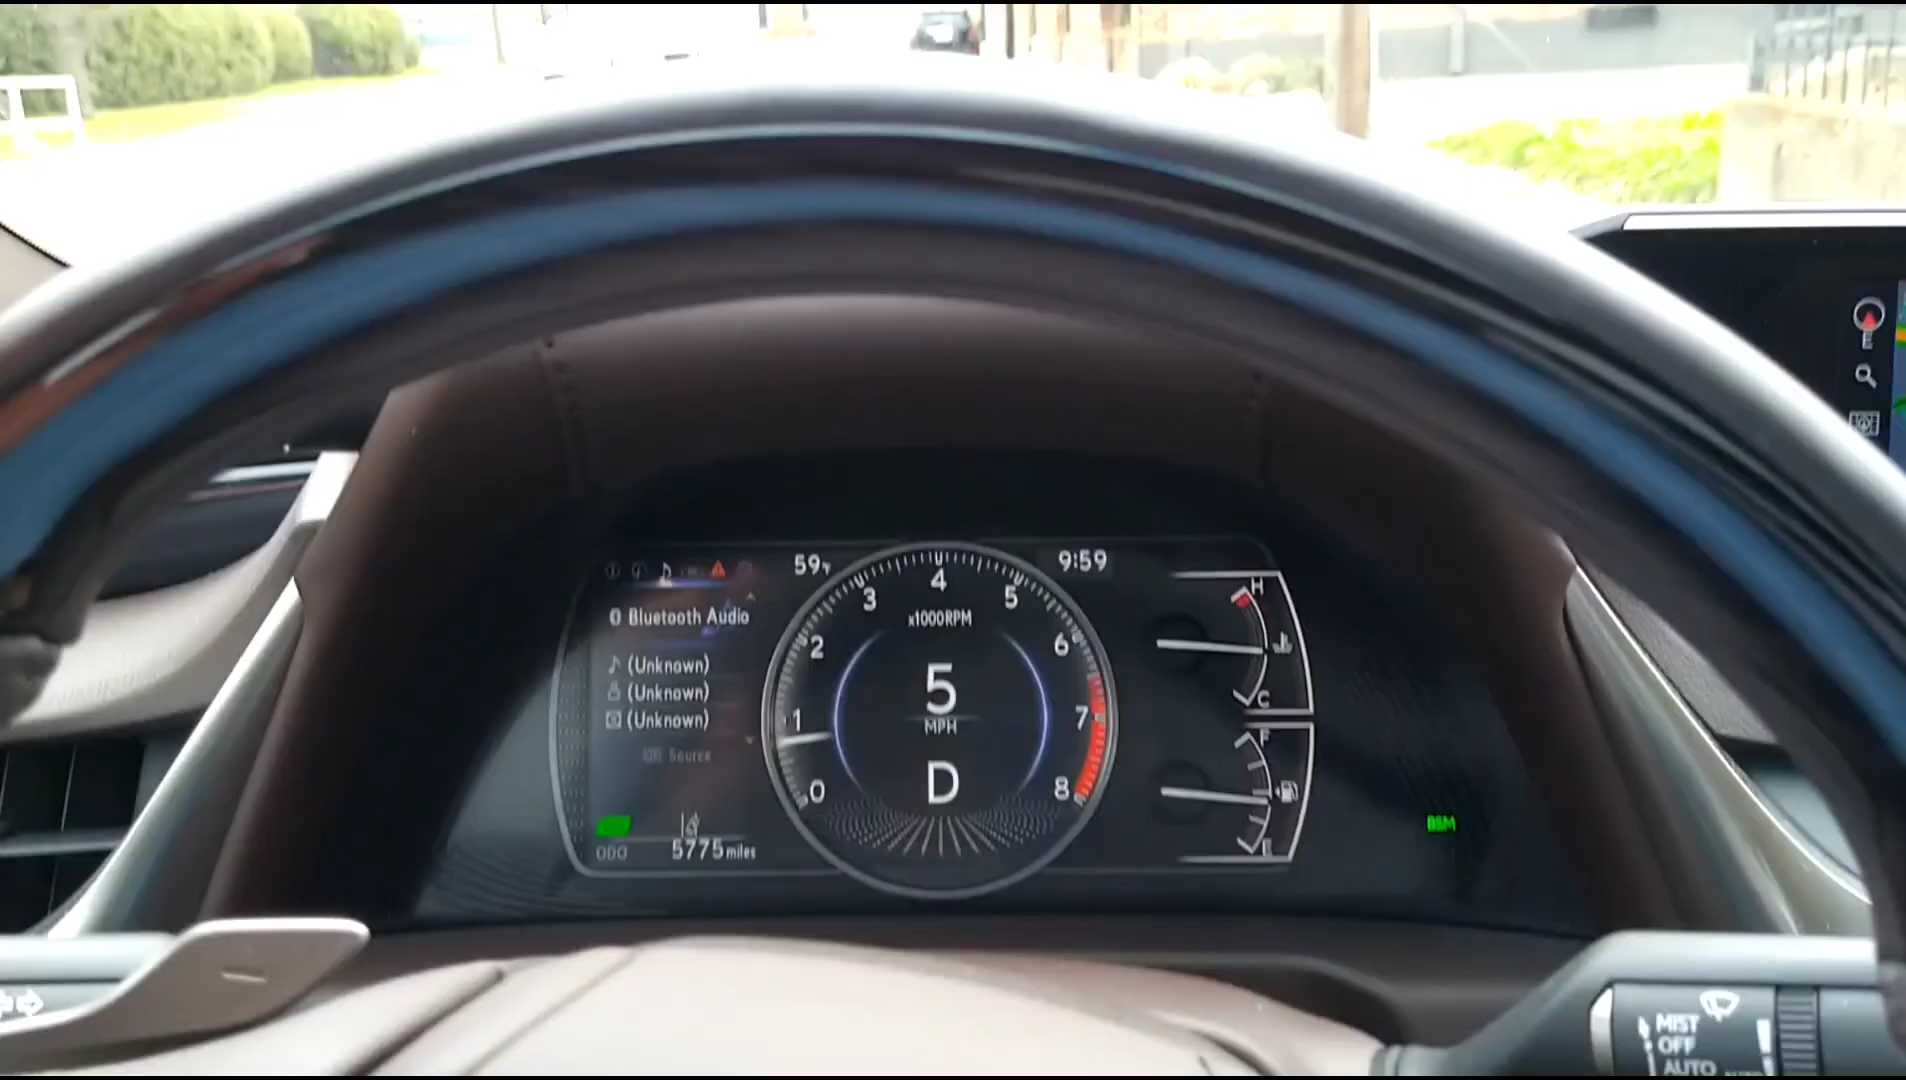 59°F
9:59
Bluetooth Audio
(Unknown)
(Unknown)
(Unknown)
Source
ODO 5775 miles
0
1
2
3
4
5
6
7
8
x1000RPM
5
MPH
D
H
C
F
E
BSM
E
MIST
OFF
AUTO